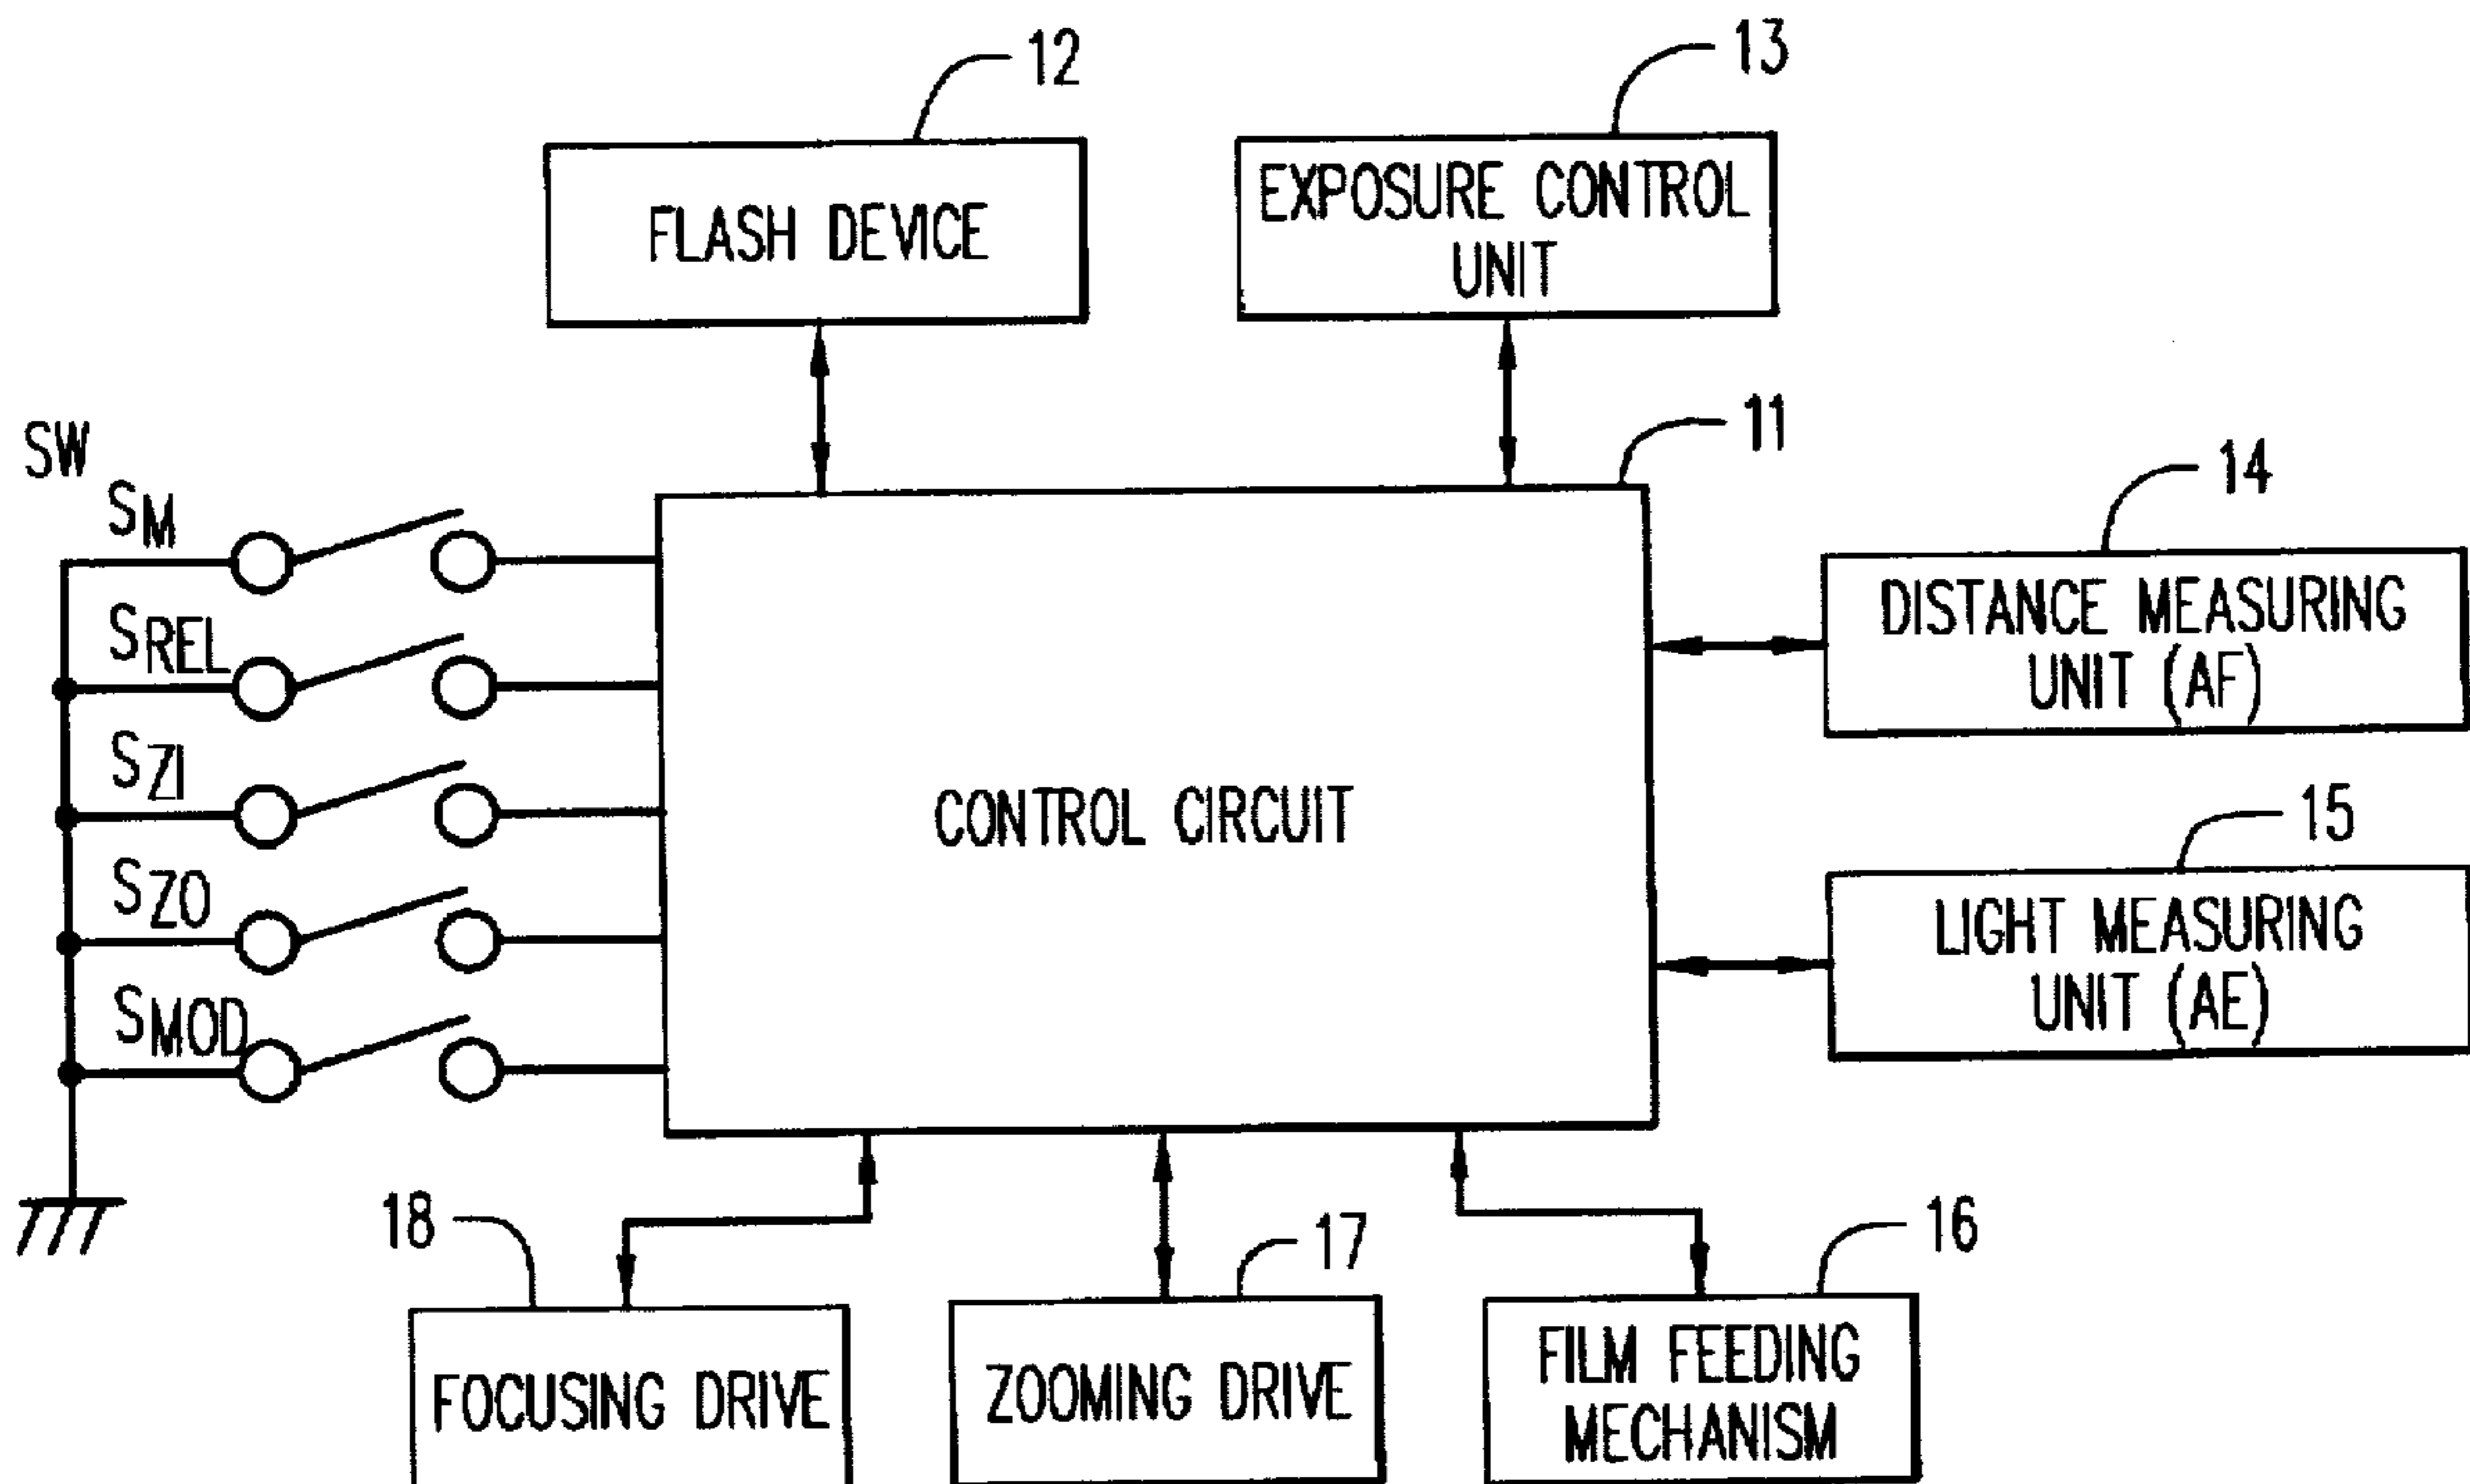 12
13
FLASH DEVICE
EXPOSURE CONTROL
UNIT
11
SW
14
SM
SREL
SZI
SZO
SMOD
CONTROL CIRCUIT
DISTANCE MEASURING
UNIT (AF)
15
LIGHT MEASURING
UNIT (AE)
18
17
16
FOCUSING DRIVE
ZOOMING DRIVE
FILM FEEDING
MECHANISM